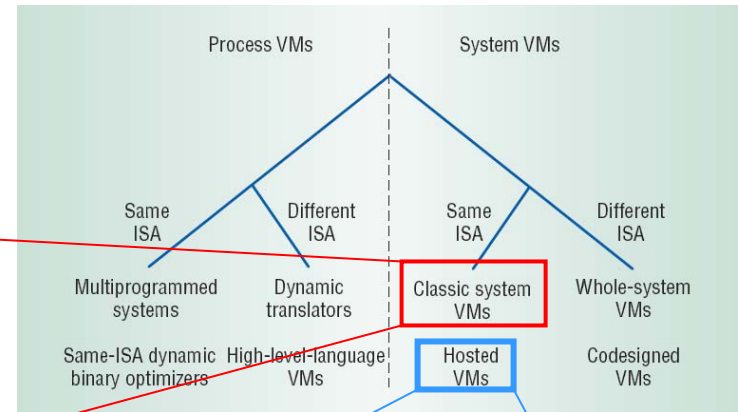 Process VMs
System VMs
Same
ISA
Different
ISA
Same
ISA
Different
ISA
Multiprogrammed
systems
Dynamic
translators
Classic system
VMs
Whole-system
VMs
Same-ISA dynamic
binary optimizers
High-level-language
VMs
Hosted
VMs
Codesigned
VMs